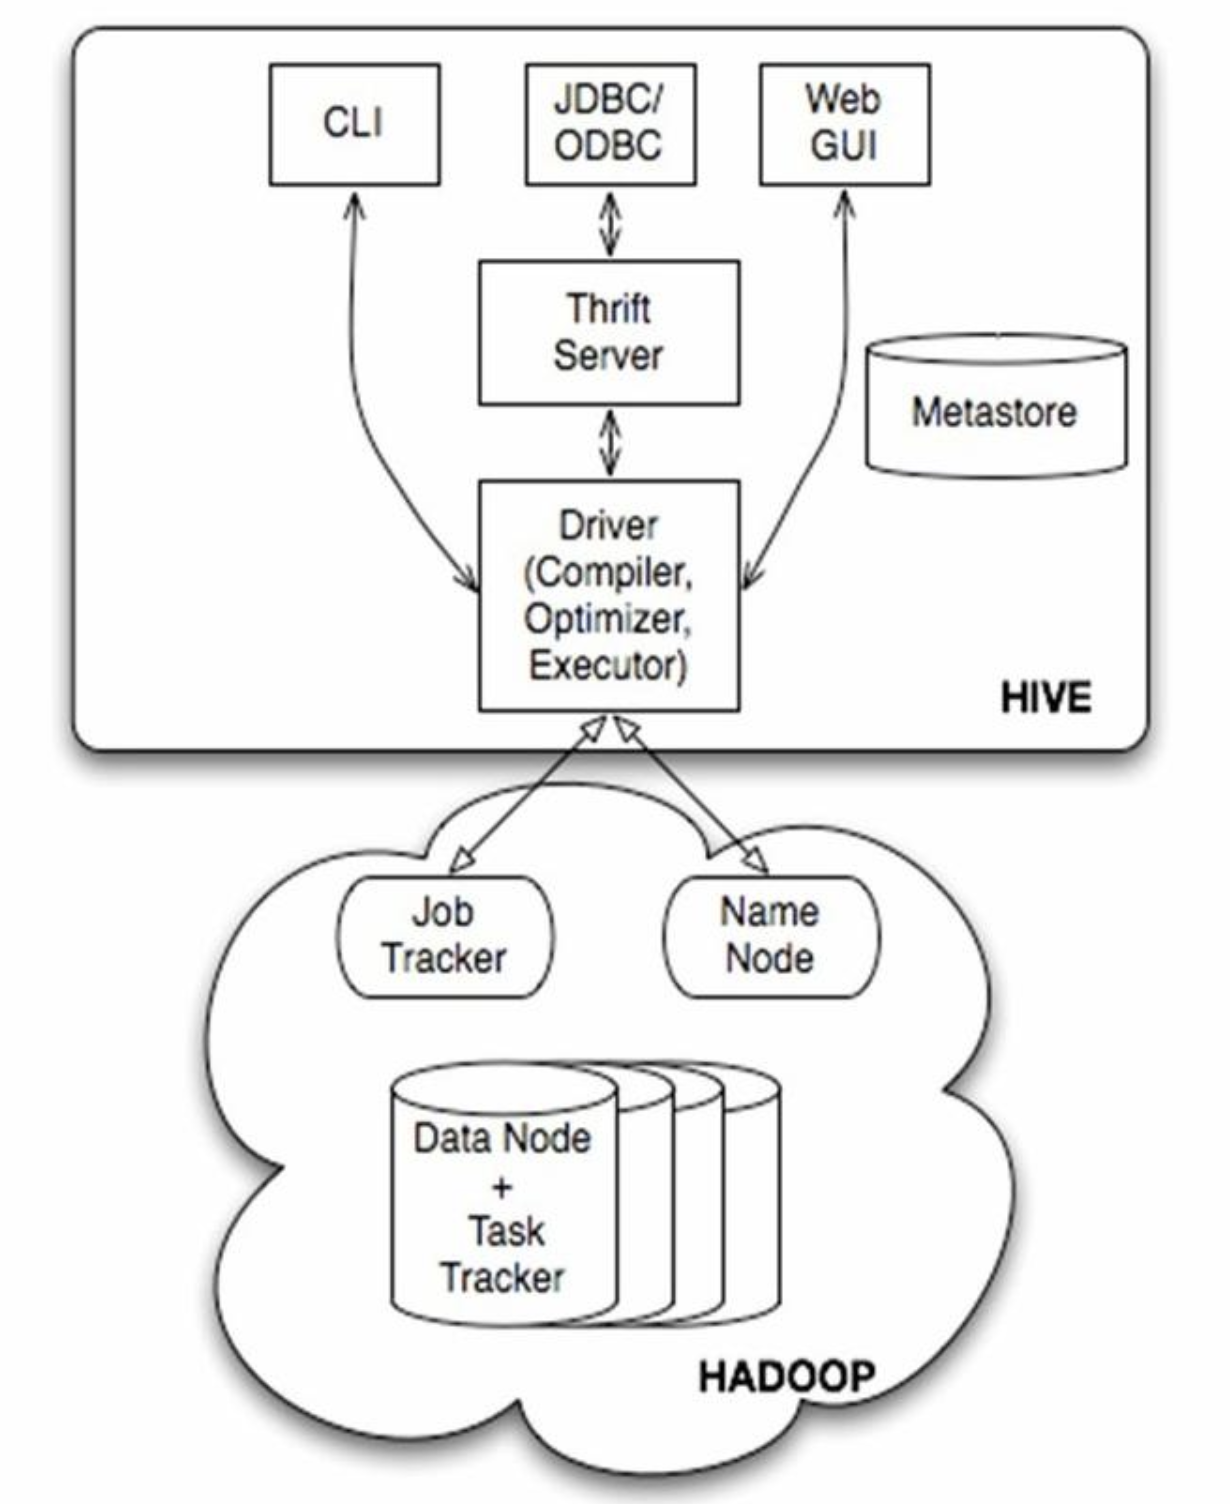 CLI
JDBC/
ODBC
Web
GUI
Thrift
Server
Metastore
Driver
(Compiler,
Optimizer,
Executor)
HIVE
Job
Tracker
Name
Node
Data Node
+
Task
Tracker
HADOOP